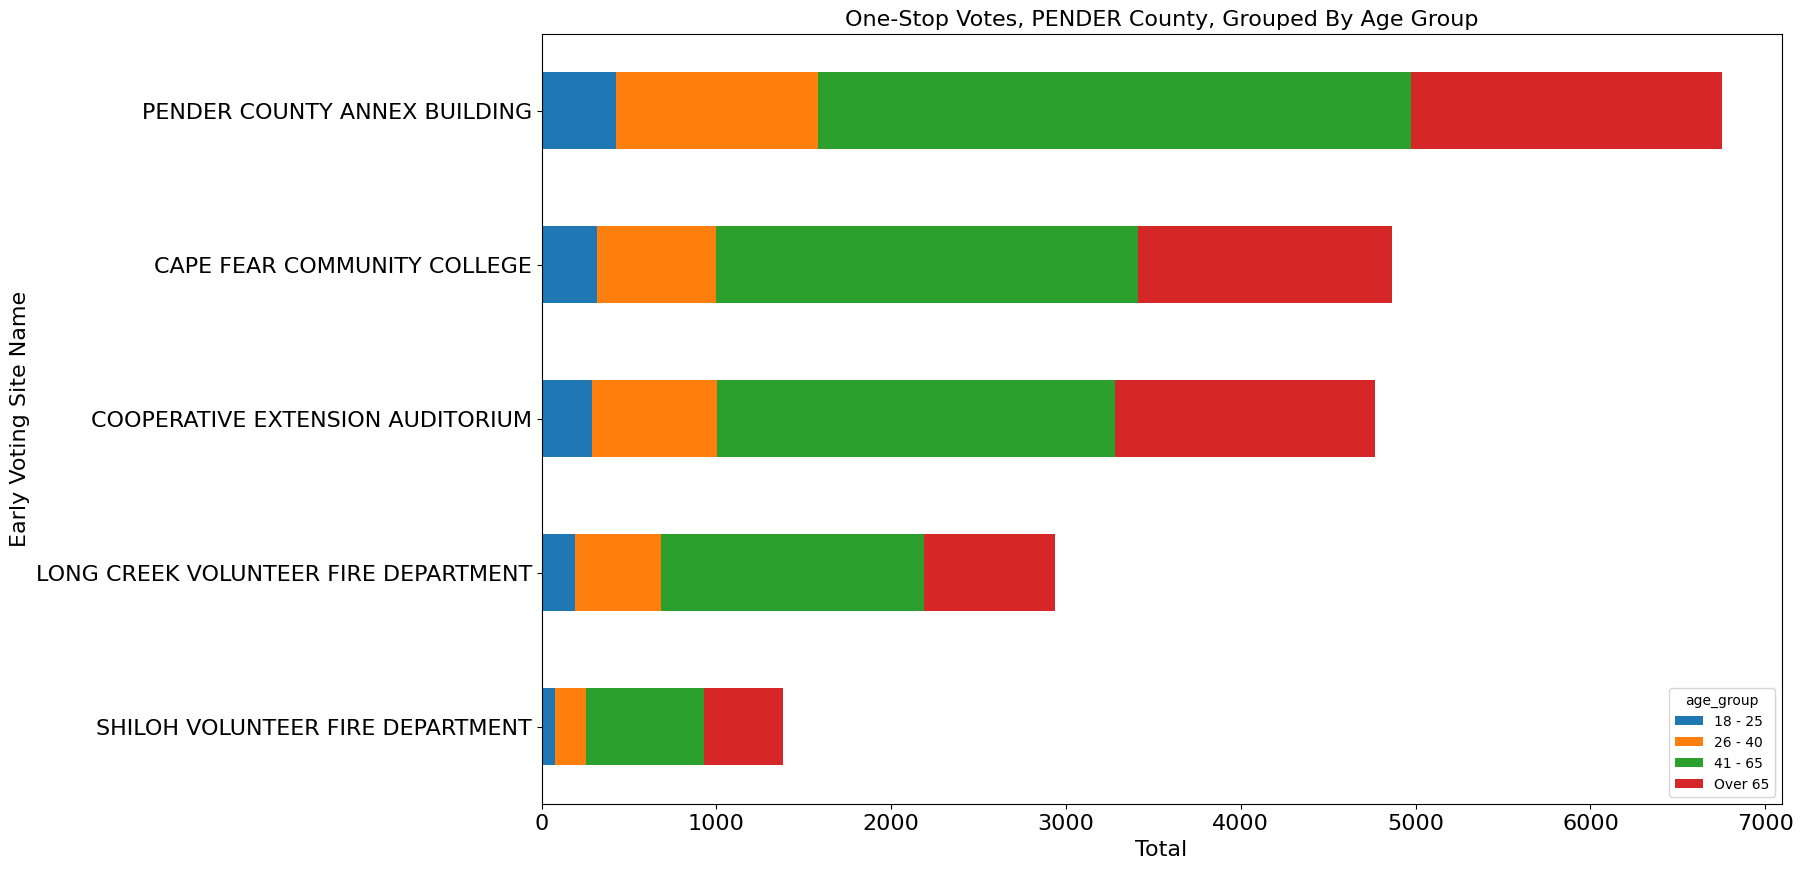 One-Stop Votes, PENDER County, Grouped By Age Group
Early Voting Site Name
PENDER COUNTY ANNEX BUILDING
CAPE FEAR COMMUNITY COLLEGE
COOPERATIVE EXTENSION AUDITORIUM
LONG CREEK VOLUNTEER FIRE DEPARTMENT
SHILOH VOLUNTEER FIRE DEPARTMENT
age_group
18 - 25
26 - 40
41 - 65
Over 65
0 1000 2000 3000 4000 5000 6000 7000
Total